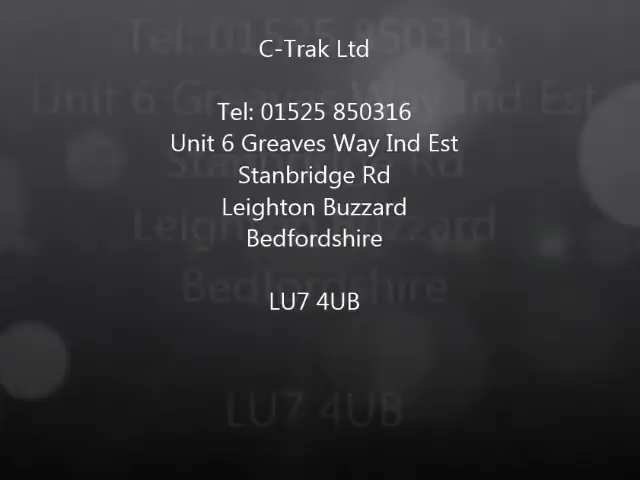 C-Trak Ltd
Tel: 01525 850316
Unit 6 Greaves Way Ind Est
Stanbridge Rd
Leighton Buzzard
Bedfordshire
LU7 4UB